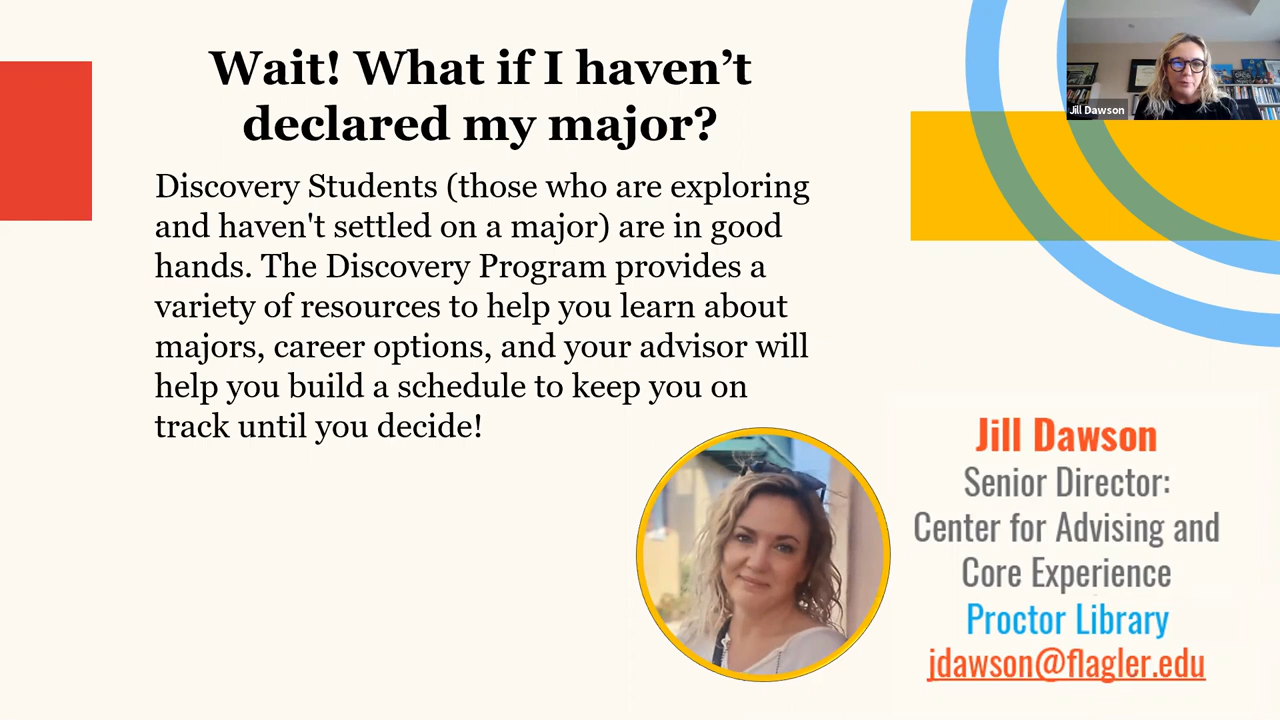 Wait! What if I haven’t
declared my major?
Discovery Students (those who are exploring
and haven't settled on a major) are in good
hands. The Discovery Program provides a
variety of resources to help you learn about
majors, career options, and your advisor will
help you build a schedule to keep you on
track until you decide!
Jill Dawson
Jill Dawson
Senior Director:
Center for Advising and
Core Experience
Proctor Library
jdawson@flagler.edu